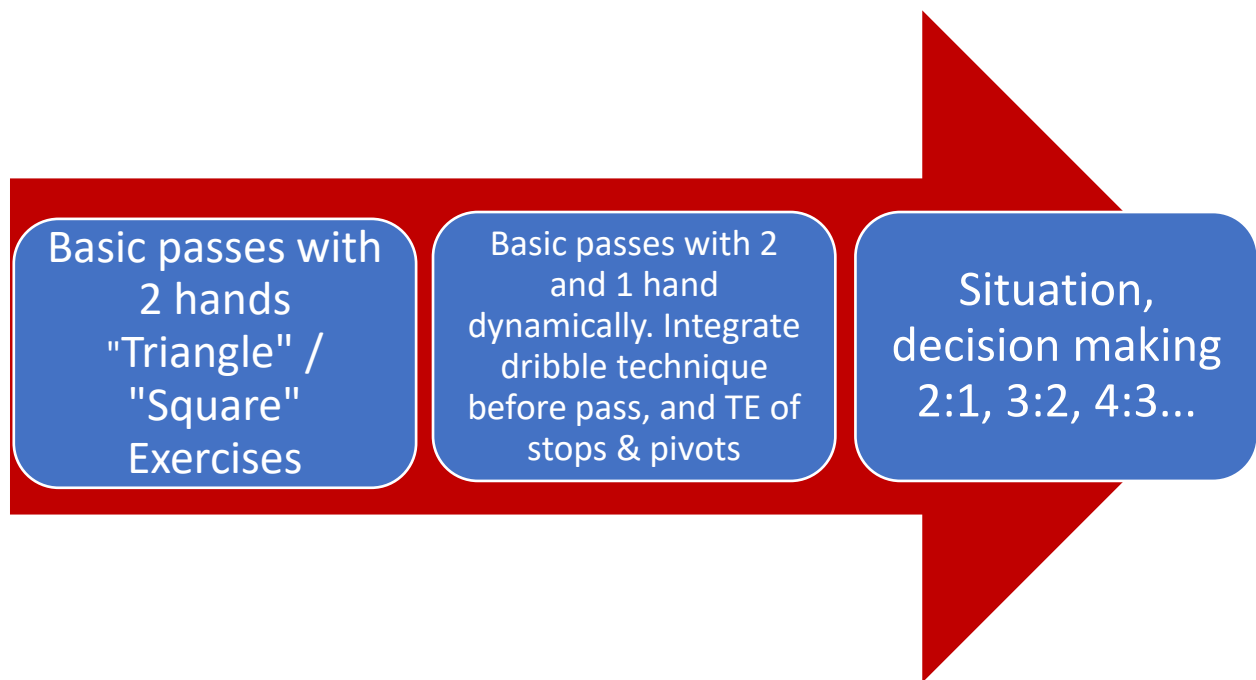 Basic passes with
2 hands
"Triangle" /
"Square"
Exercises
Basic passes with 2
and 1 hand
dynamically. Integrate
dribble technique
before pass, and TE of
stops & pivots
Situation,
decision making
2:1, 3:2, 4:3...